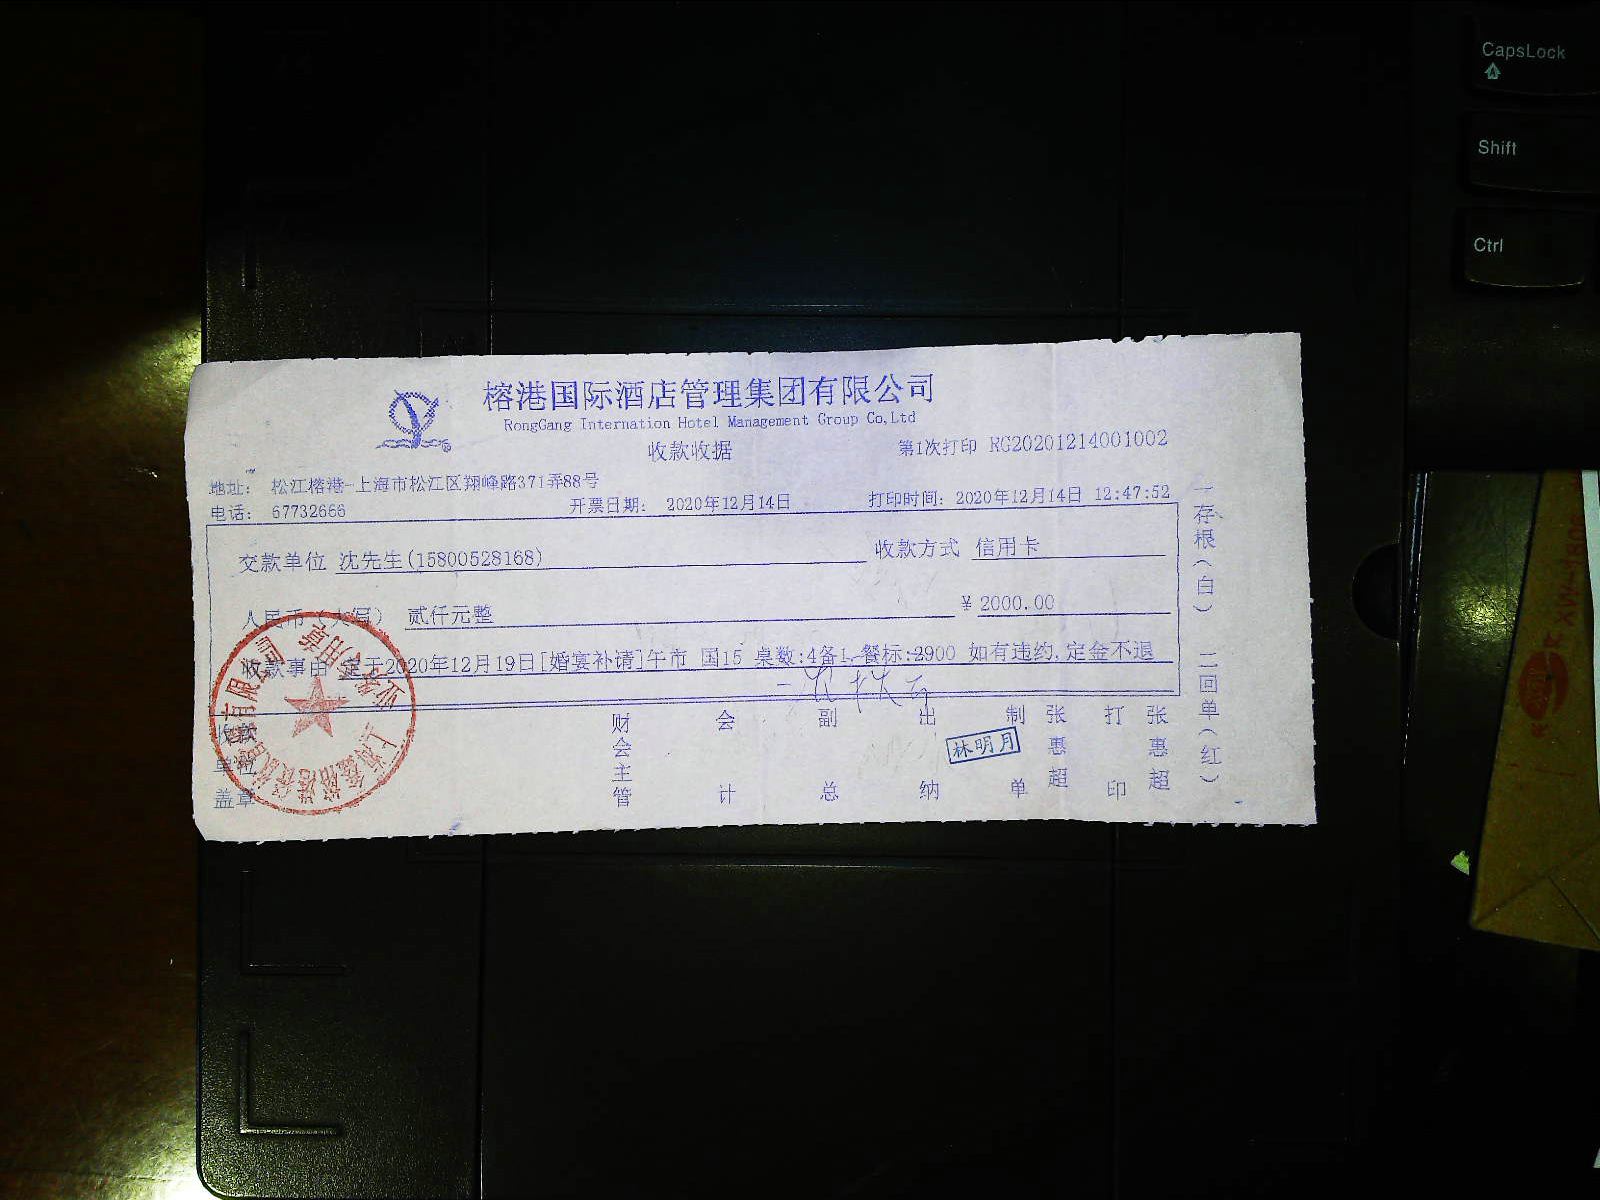 榕港国际酒店管理集团有限公司
RongGang Internation Hotel Management Group Co,Ltd
收款收据
第1次打印 RG20201214001002
地址: 松江榕港-上海市松江区翔峰路371弄88号
电话: 67732666
开票日期: 2020年12月14日
打印时间: 2020年12月14日 12:47:52
交款单位 沈先生(15800528168)
收款方式 信用卡
人民币(大写) 贰仟元整
¥ 2000.00
收款事由 定于2020年12月19日[婚宴补请]午市 国15 桌数:4备1,餐标:2900 如有违约,定金不退
收款单位盖章
财会主管
会计
副总
出纳
林明月
制单
张惠超
打印
张惠超
一存根(白) 二回单(红)
CapsLock
Shift
Ctrl